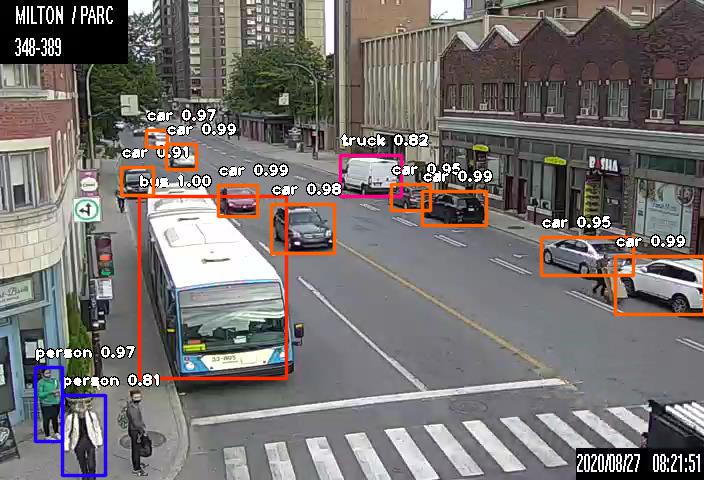 MILTON / PARC
348-389
car 0.97
car 0.99
car 0.91
bus 1.00
car 0.99
car 0.98
truck 0.82
car 0.95
car 0.99
car 0.95
car 0.99
person 0.97
person 0.81
2020/08/27 08:21:51